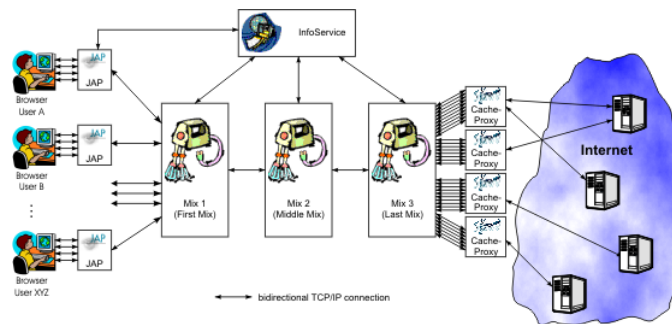 InfoService
JAP
JAP
Browser
User A
JAP
JAP
Browser
User B
JAP
JAP
Browser
User XYZ
Mix 1
(First Mix)
Mix 2
(Middle Mix)
Mix 3
(Last Mix)
Cache-
Proxy
Cache-
Proxy
Cache-
Proxy
Cache-
Proxy
Internet
bidirectional TCP/IP connection